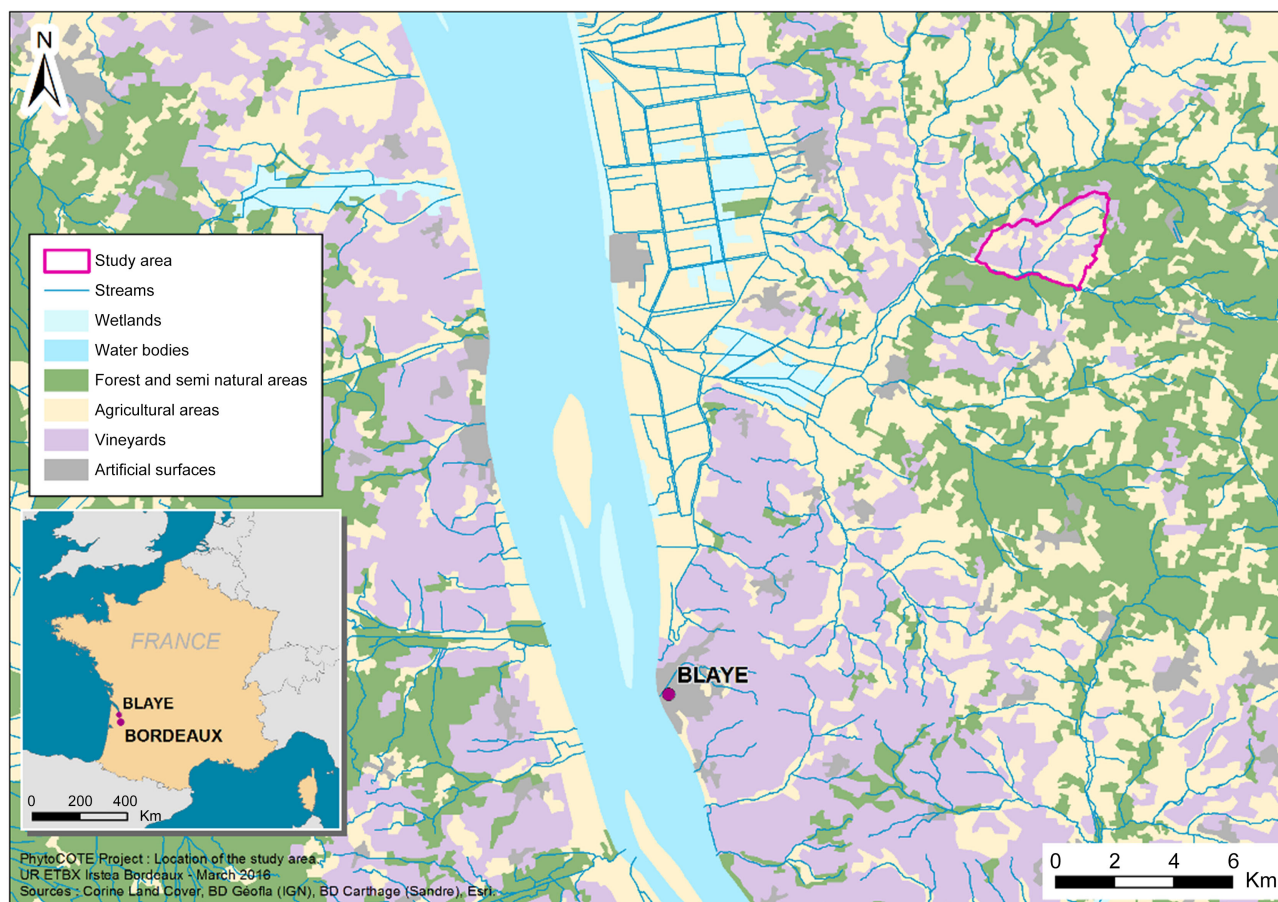 N
Study area
Streams
Wetlands
Water bodies
Forest and semi natural areas
Agricultural areas
Vineyards
Artificial surfaces
FRANCE
BLAYE
BORDEAUX
0 200 400
Km
BLAYE
PhytoCOTE Project : Location of the study area.
UR ETBX Irstea Bordeaux - March 2016
Sources : Corine Land Cover, BD Géofla (IGN), BD Carthage (Sandre), Esri.
0 2 4 6
Km